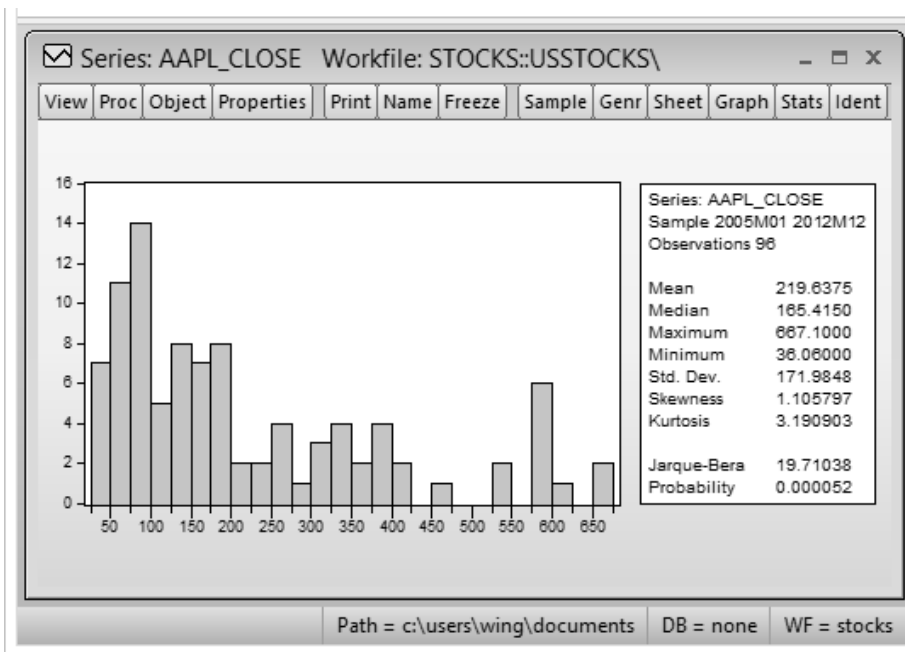 Series: AAPL_CLOSE Workfile: STOCKS::USSTOCKS\
View Proc Object Properties Print Name Freeze Sample Genr Sheet Graph Stats Ident
16
14
12
10
8
6
4
2
0
50 100 150 200 250 300 350 400 450 500 550 600 650
Series: AAPL_CLOSE
Sample 2005M01 2012M12
Observations 96
Mean 219.6375
Median 165.4150
Maximum 667.1000
Minimum 36.06000
Std. Dev. 171.9848
Skewness 1.105797
Kurtosis 3.190903
Jarque-Bera 19.71038
Probability 0.000052
Path = c:\users\wing\documents DB = none WF = stocks